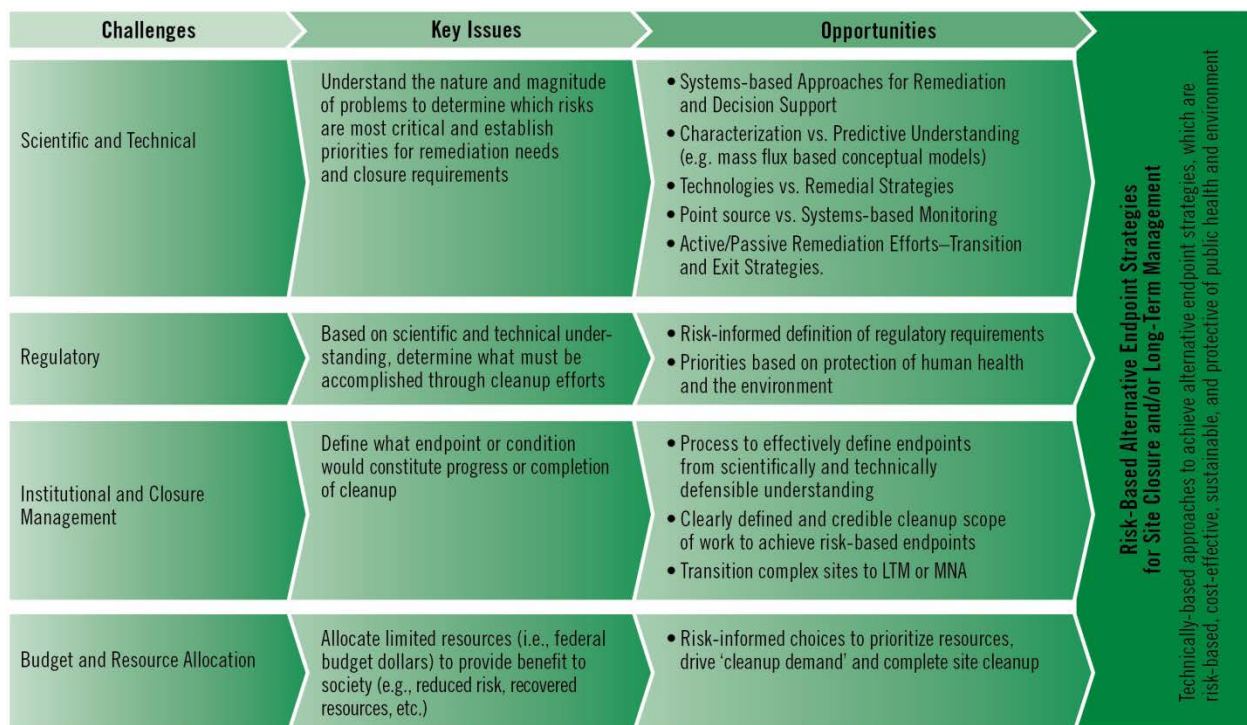 Challenges
Key Issues
Opportunities
Scientific and Technical
Understand the nature and magnitude
of problems to determine which risks
are most critical and establish
priorities for remediation needs
and closure requirements
• Systems-based Approaches for Remediation
and Decision Support
• Characterization vs. Predictive Understanding
(e.g. mass flux based conceptual models)
• Technologies vs. Remedial Strategies
• Point source vs. Systems-based Monitoring
• Active/Passive Remediation Efforts–Transition
and Exit Strategies.
Regulatory
Based on scientific and technical under-
standing, determine what must be
accomplished through cleanup efforts
• Risk-informed definition of regulatory requirements
• Priorities based on protection of human health
and the environment
Institutional and Closure
Management
Define what endpoint or condition
would constitute progress or completion
of cleanup
• Process to effectively define endpoints
from scientifically and technically
defensible understanding
• Clearly defined and credible cleanup scope
of work to achieve risk-based endpoints
• Transition complex sites to LTM or MNA
Budget and Resource Allocation
Allocate limited resources (i.e., federal
budget dollars) to provide benefit to
society (e.g., reduced risk, recovered
resources, etc.)
• Risk-informed choices to prioritize resources,
drive ‘cleanup demand’ and complete site cleanup
Risk-Based Alternative Endpoint Strategies
for Site Closure and/or Long-Term Management
Technically-based approaches to achieve alternative endpoint strategies, which are
risk-based, cost-effective, sustainable, and protective of public health and environment